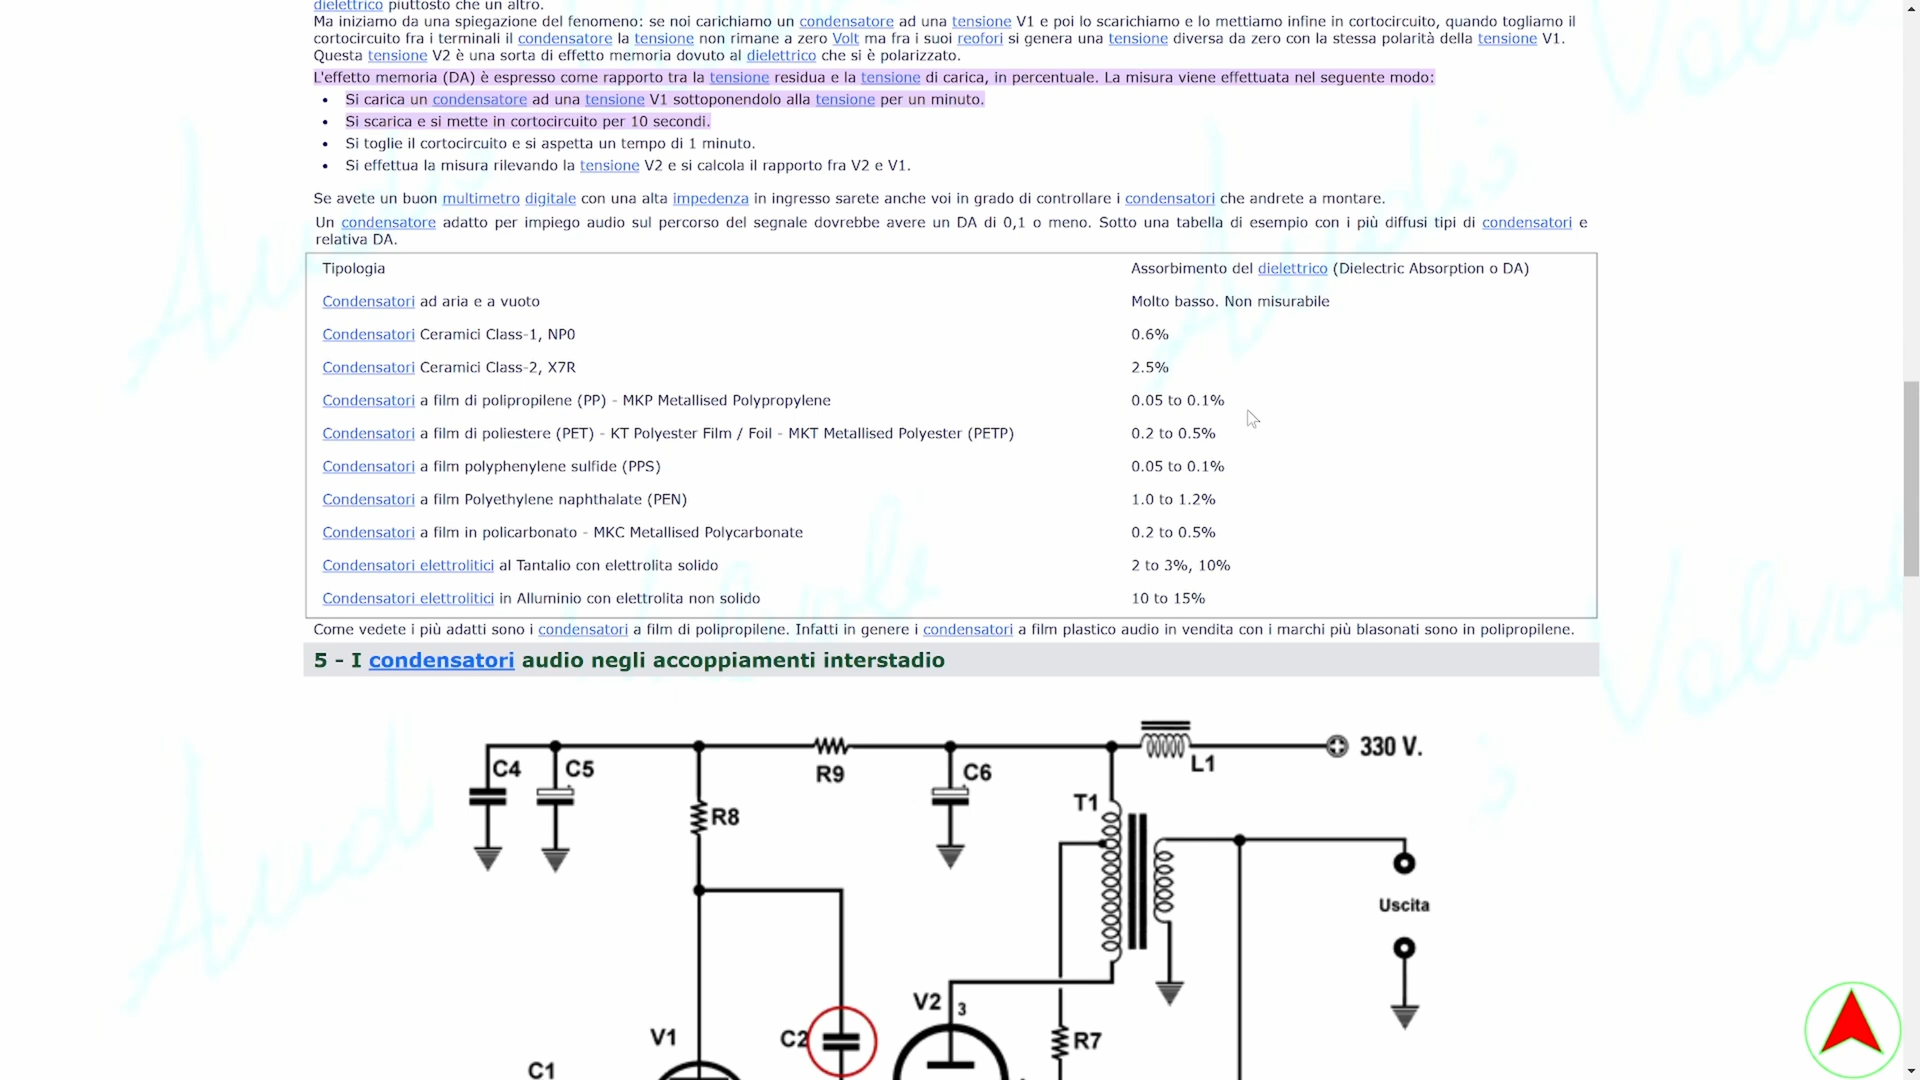 dielettrico piuttosto che un altro.
Ma iniziamo da una spiegazione del fenomeno: se noi carichiamo un condensatore ad una tensione V1 e poi lo scarichiamo e lo mettiamo infine in cortocircuito, quando togliamo il
cortocircuito fra i terminali il condensatore la tensione non rimane a zero Volt ma fra i suoi reofori si genera una tensione diversa da zero con la stessa polarità della tensione V1.
Questa tensione V2 è una sorta di effetto memoria dovuto al dielettrico che si è polarizzato.
L'effetto memoria (DA) è espresso come rapporto tra la tensione residua e la tensione di carica, in percentuale. La misura viene effettuata nel seguente modo:
• Si carica un condensatore ad una tensione V1 sottoponendolo alla tensione per un minuto.
• Si scarica e si mette in cortocircuito per 10 secondi.
• Si toglie il cortocircuito e si aspetta un tempo di 1 minuto.
• Si effettua la misura rilevando la tensione V2 e si calcola il rapporto fra V2 e V1.
Se avete un buon multimetro digitale con una alta impedenza in ingresso sarete anche voi in grado di controllare i condensatori che andrete a montare.
Un condensatore adatto per impiego audio sul percorso del segnale dovrebbe avere un DA di 0,1 o meno. Sotto una tabella di esempio con i più diffusi tipi di condensatori e
relativa DA.
Tipologia Assorbimento del dielettrico (Dielectric Absorption o DA)
Condensatori ad aria e a vuoto Molto basso. Non misurabile
Condensatori Ceramici Class-1, NP0 0.6%
Condensatori Ceramici Class-2, X7R 2.5%
Condensatori a film di polipropilene (PP) - MKP Metallised Polypropylene 0.05 to 0.1%
Condensatori a film di poliestere (PET) - KT Polyester Film / Foil - MKT Metallised Polyester (PETP) 0.2 to 0.5%
Condensatori a film polyphenylene sulfide (PPS) 0.05 to 0.1%
Condensatori a film Polyethylene naphthalate (PEN) 1.0 to 1.2%
Condensatori a film in policarbonato - MKC Metallised Polycarbonate 0.2 to 0.5%
Condensatori elettrolitici al Tantalio con elettrolita solido 2 to 3%, 10%
Condensatori elettrolitici in Alluminio con elettrolita non solido 10 to 15%
Come vedete i più adatti sono i condensatori a film di polipropilene. Infatti in genere i condensatori a film plastico audio in vendita con i marchi più blasonati sono in polipropilene.
5 - I condensatori audio negli accoppiamenti interstadio
330 V.
C4 C5 R9 C6 L1
T1
R8
Uscita
V2 3
V1 C2 R7
C1